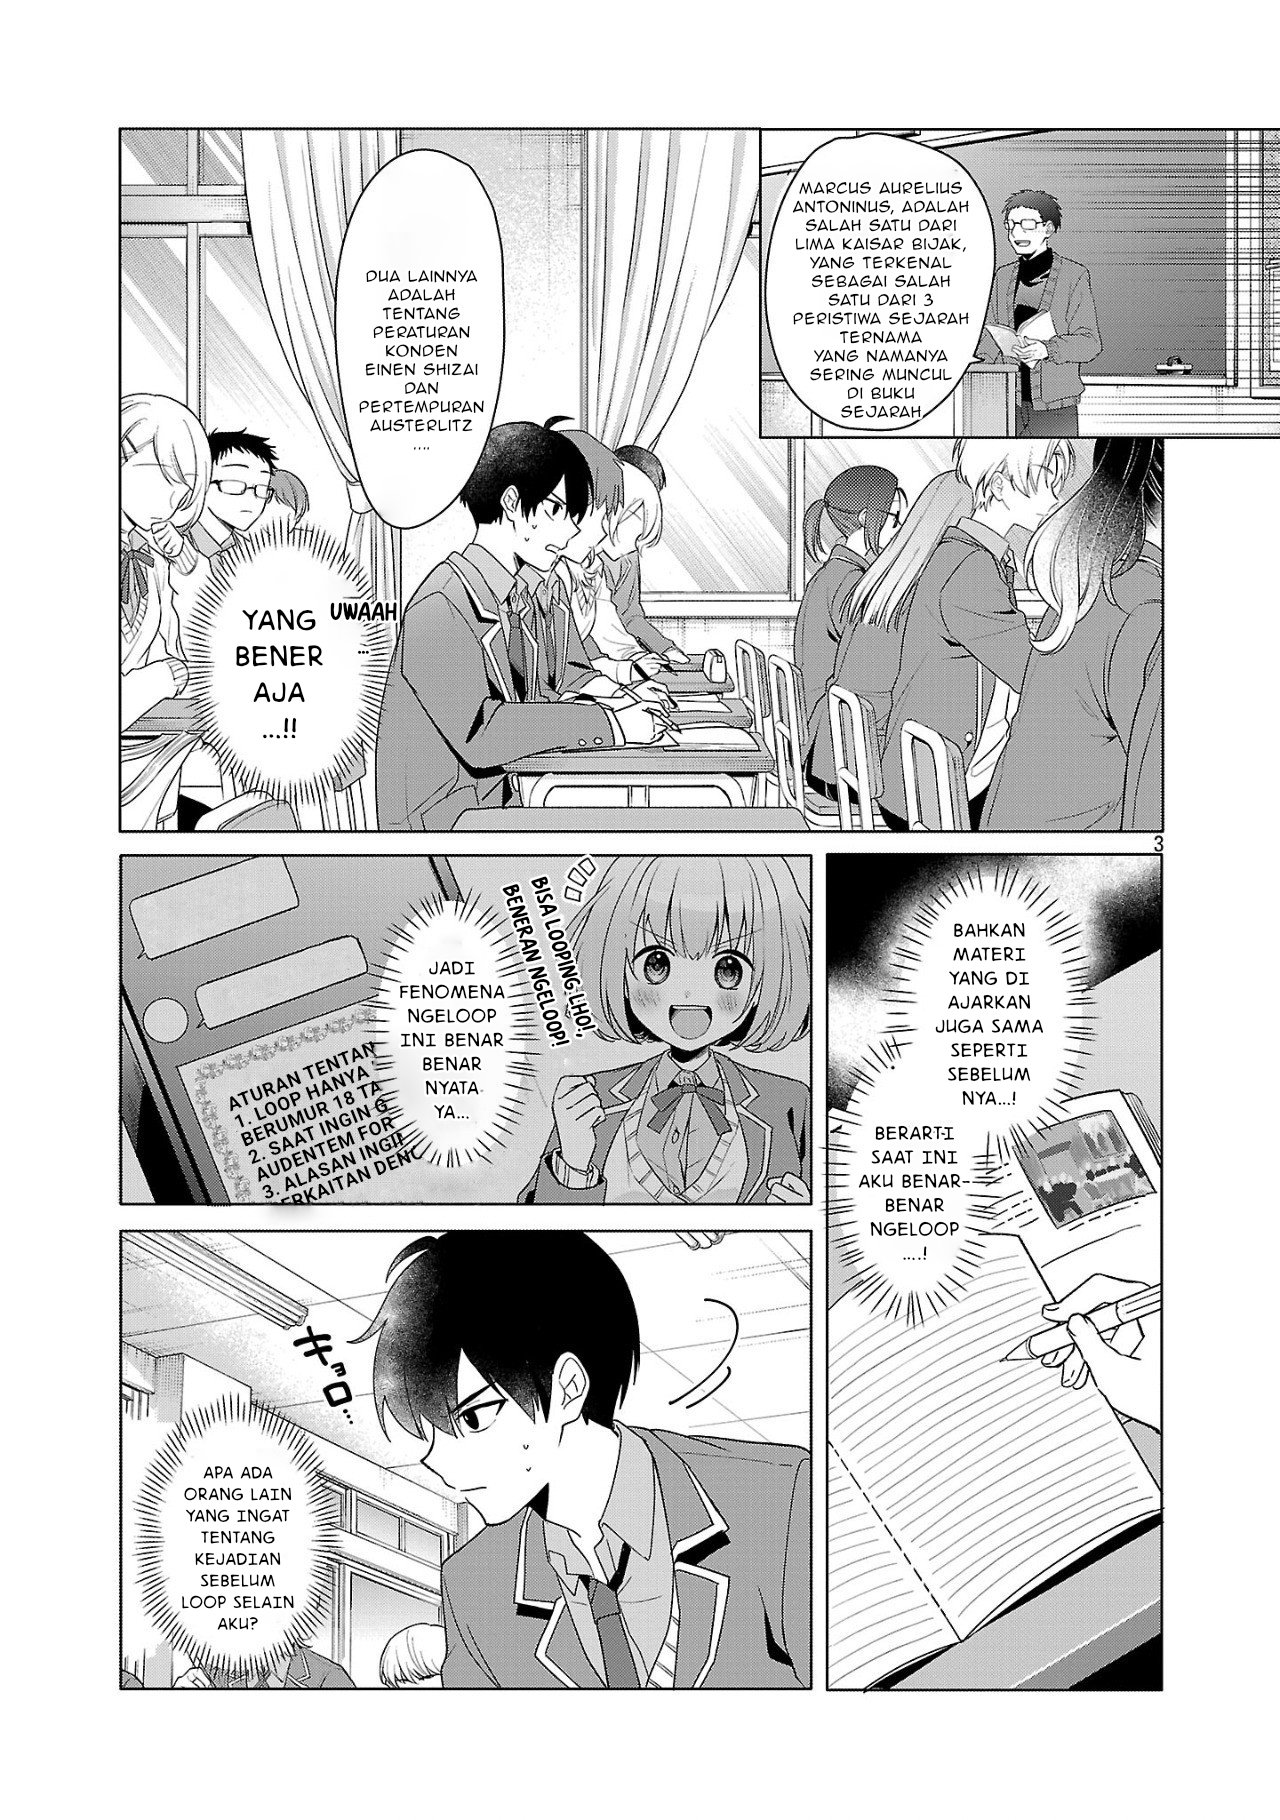 MARCUS AURELIUS
ANTONINUS, ADALAH
SALAH SATU DARI
LIMA KAISAR BIJAK,
YANG TERKENAL
SEBAGAI SALAH
SATU DARI 3
PERISTIWA SEJARAH
TERNAMA
YANG NAMANYA
SERING MUNCUL
DI BUKU
SEJARAH
DUA LAINNYA
ADALAH
TENTANG
PERATURAN
KONDEN
EINEN SHIZAI
DAN
PERTEMPURAN
AUSTERLITZ
....
UWAAH
...
YANG
BENER
AJA
...!!
3
BAHKAN
MATERI
YANG DI
AJARKAN
JUGA SAMA
SEPERTI
SEBELUM
NYA...!
BERARTI
SAAT INI
AKU BENAR-
BENAR
NGELOOP
....!
BISA LOOPING LHO!,
BENERAN NGELOOP!
JADI
FENOMENA
NGELOOP
INI BENAR
BENAR
NYATA
YA...
ATURAN TENTAN
1. LOOP HANYA
BERUMUR 18 TA
2. SAAT INGIN G
AUDENTEM FOR
3. ALASAN INGI
ERKAITAN DENG
キョロ...
APA ADA
ORANG LAIN
YANG INGAT
TENTANG
KEJADIAN
SEBELUM
LOOP SELAIN
AKU?